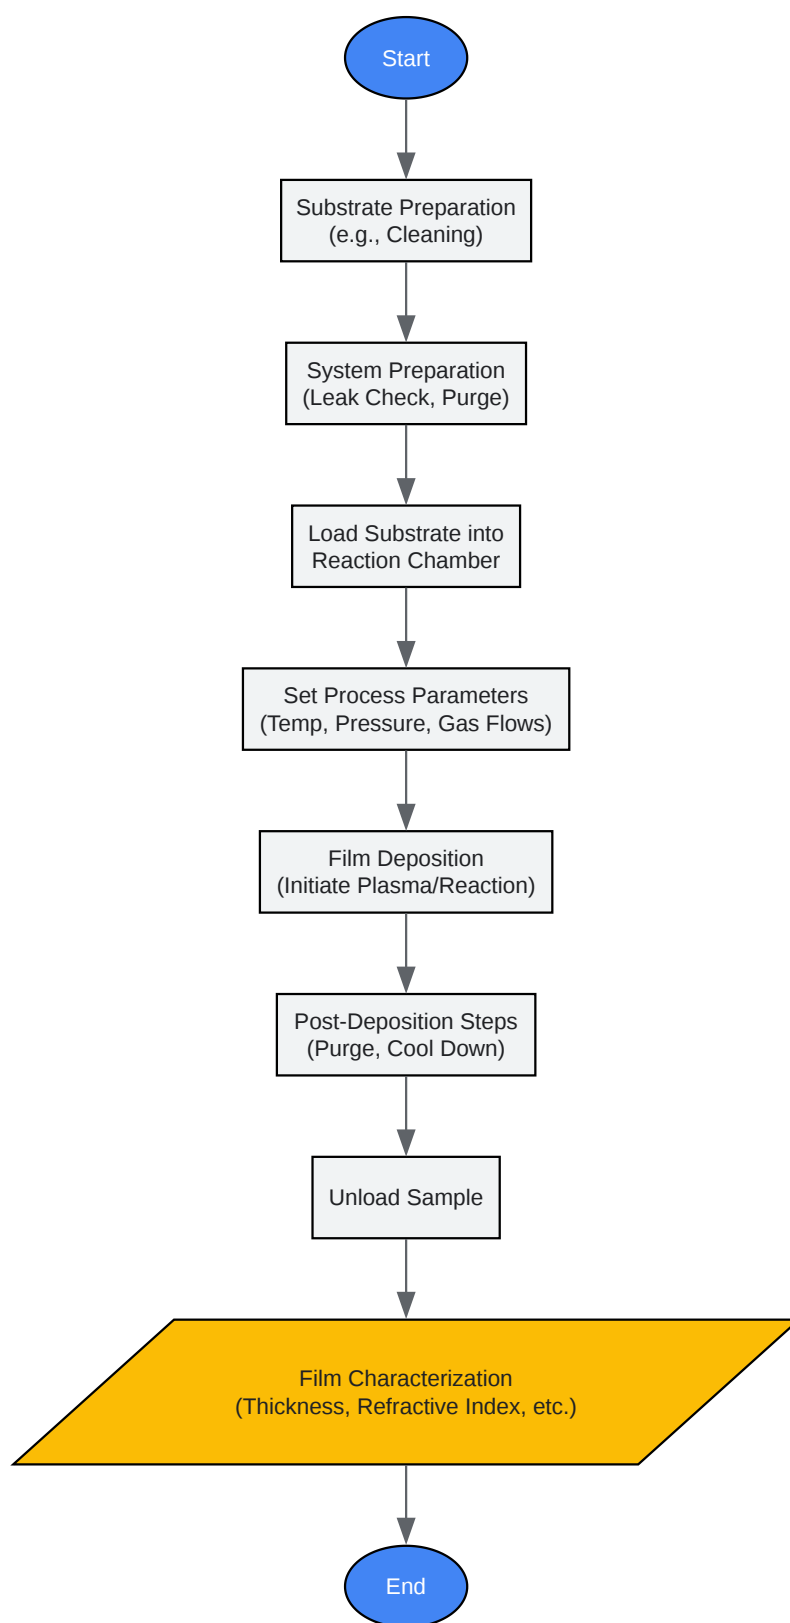 Start
Substrate Preparation
(e.g., Cleaning)
System Preparation
(Leak Check, Purge)
Load Substrate into
Reaction Chamber
Set Process Parameters
(Temp, Pressure, Gas Flows)
Film Deposition
(Initiate Plasma/Reaction)
Post-Deposition Steps
(Purge, Cool Down)
Unload Sample
Film Characterization
(Thickness, Refractive Index, etc.)
End